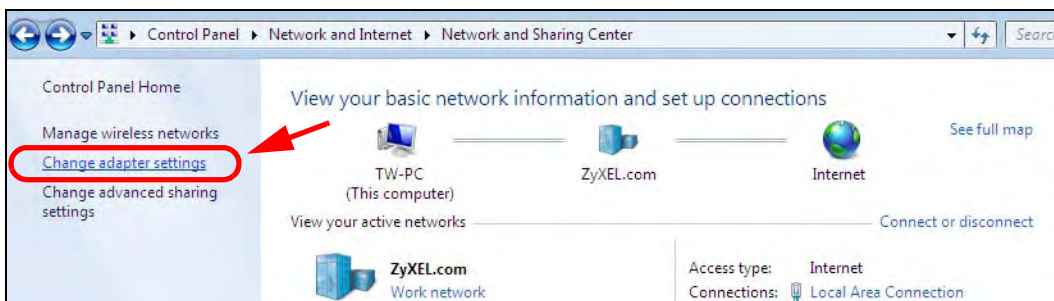 Control Panel ▸ Network and Internet ▸ Network and Sharing Center
Search
Control Panel Home
Manage wireless networks
Change adapter settings
Change advanced sharing
settings
View your basic network information and set up connections
See full map
TW-PC
(This computer)
ZyXEL.com
Internet
View your active networks
Connect or disconnect
ZyXEL.com
Work network
Access type: Internet
Connections: Local Area Connection